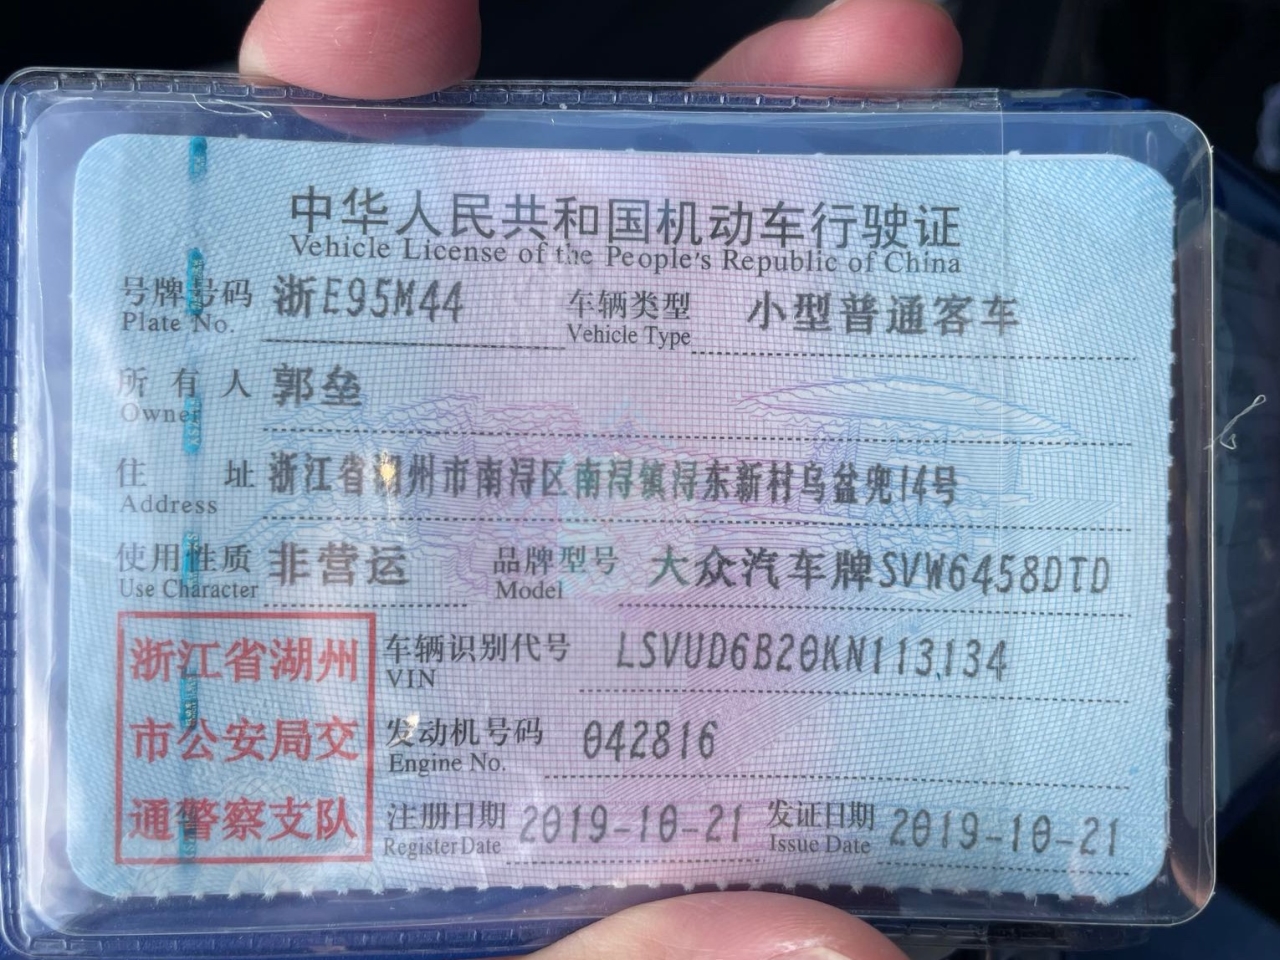 中华人民共和国机动车行驶证
Vehicle License of the People's Republic of China
号牌号码 浙E95M44 车辆类型 小型普通客车
Plate No. Vehicle Type
所有人 郭垒
Owner
住址 浙江省湖州市南浔区南浔镇浔东新村乌盆兜14号
Address
使用性质 非营运 品牌型号 大众汽车牌SVW6458DTD
Use Character Model
浙江省湖州
市公安局交
通警察支队
车辆识别代号 LSVUD6B20KN113134
VIN
发动机号码 042816
Engine No.
注册日期 2019-10-21 发证日期 2019-10-21
Register Date Issue Date